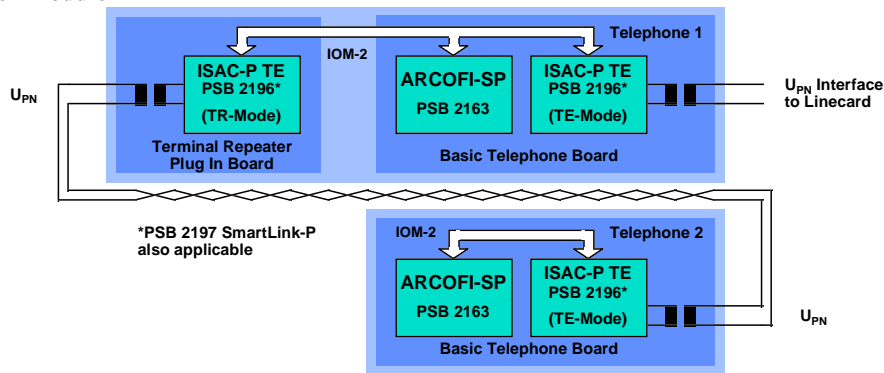 Telephone 1
IOM-2
ISAC-P TE
PSB 2196*
(TR-Mode)
ARCOFI-SP
PSB 2163
ISAC-P TE
PSB 2196*
(TE-Mode)
UPN
UPN Interface
to Linecard
Terminal Repeater
Plug In Board
Basic Telephone Board
*PSB 2197 SmartLink-P
also applicable
IOM-2
Telephone 2
ARCOFI-SP
PSB 2163
ISAC-P TE
PSB 2196*
(TE-Mode)
UPN
Basic Telephone Board